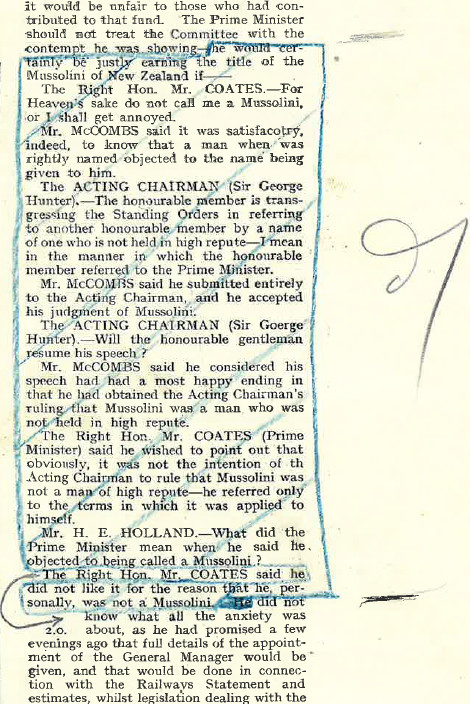 it would be unfair to those who had con-
tributed to that fund. The Prime Minister
should not treat the Committee with the
contempt he was showing—he would cer-
tainly be justly earning the title of the
Mussolini of New Zealand if—
The Right Hon. Mr. COATES.—For
Heaven's sake do not call me a Mussolini,
or I shall get annoyed.
Mr. McCOMBS said it was satisfacotry,
indeed, to know that a man when was
rightly named objected to the name being
given to him.
The ACTING CHAIRMAN (Sir George
Hunter).—The honourable member is trans-
gressing the Standing Orders in referring
to another honourable member by a name
of one who is not held in high repute—I mean
in the manner in which the honourable
member referred to the Prime Minister.
Mr. McCOMBS said he submitted entirely
to the Acting Chairman, and he accepted
his judgment of Mussolini.
The ACTING CHAIRMAN (Sir Goerge
Hunter).—Will the honourable gentleman
resume his speech ?
Mr. McCOMBS said he considered his
speech had had a most happy ending in
that he had obtained the Acting Chairman's
ruling that Mussolini was a man who was
not held in high repute.
The Right Hon. Mr. COATES (Prime
Minister) said he wished to point out that
obviously, it was not the intention of th
Acting Chairman to rule that Mussolini was
not a man of high repute—he referred only
to the terms in which it was applied to
himself.
Mr. H. E. HOLLAND.—What did the
Prime Minister mean when he said he
objected to being called a Mussolini ?
The Right Hon. Mr. COATES said he
did not like it for the reason that he, per-
sonally, was not a Mussolini. He did not
know what all the anxiety was
2.0. about, as he had promised a few
evenings ago that full details of the appoint-
ment of the General Manager would be
given, and that would be done in connec-
tion with the Railways Statement and
estimates, whilst legislation dealing with the